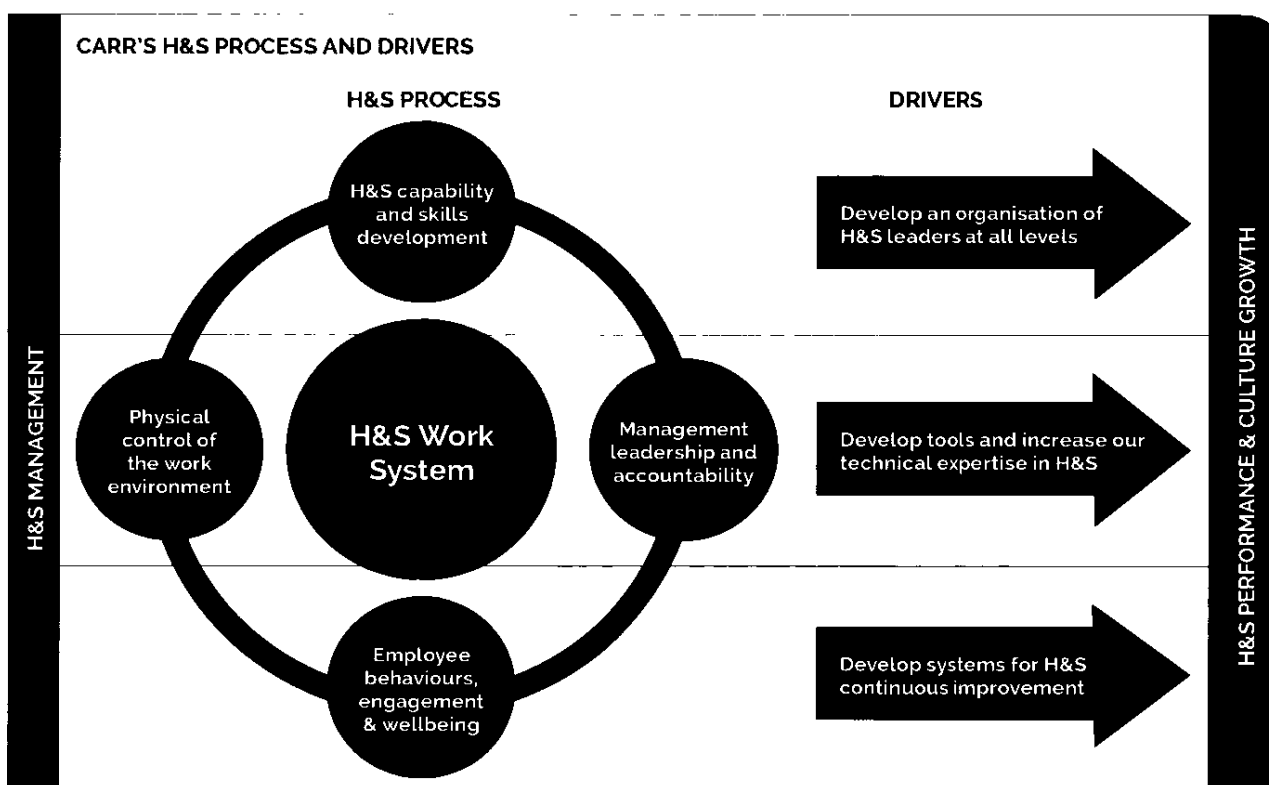 CARR'S H&S PROCESS AND DRIVERS
H&S PROCESS
DRIVERS
H&S MANAGEMENT
H&S capability
and skills
development
Physical
control of
the work
environment
H&S Work
System
Management
leadership and
accountability
Employee
behaviours,
engagement
& wellbeing
Develop an organisation of
H&S leaders at all levels
Develop tools and increase our
technical expertise in H&S
Develop systems for H&S
continuous improvement
H&S PERFORMANCE & CULTURE GROWTH